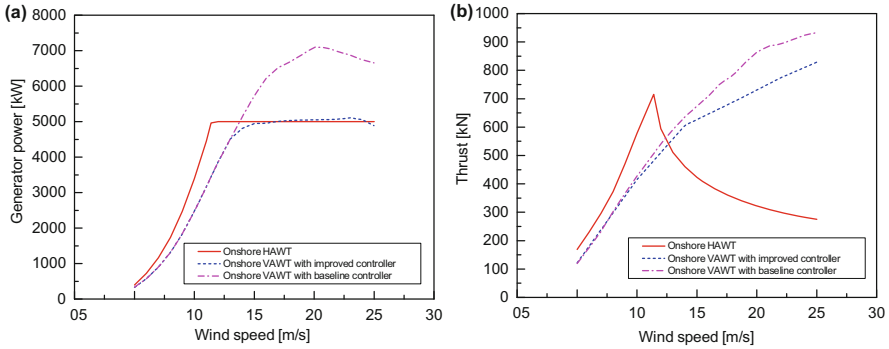 (a)
8000
7000
6000
5000
4000
3000
2000
1000
0
Generator power [kW]
Onshore HAWT
Onshore VAWT with improved controller
Onshore VAWT with baseline controller
05 10 15 20 25 30
Wind speed [m/s]
(b)
1000
900
800
700
600
500
400
300
200
100
0
Thrust [kN]
Onshore HAWT
Onshore VAWT with improved controller
Onshore VAWT with baseline controller
05 10 15 20 25 30
Wind speed [m/s]